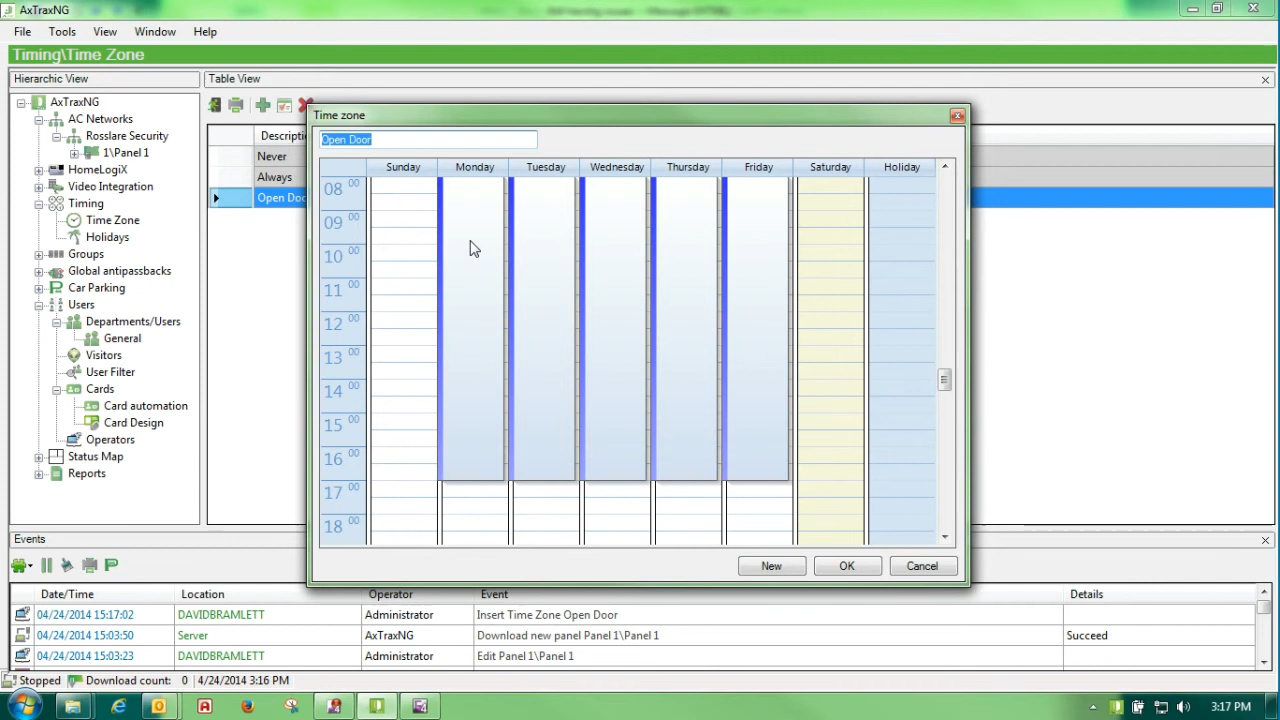 AxTraxNG
File Tools View Window Help
Timing\Time Zone
Hierarchic View
Table View
AxTraxNG
AC Networks
Rosslare Security
1\Panel 1
HomeLogiX
Video Integration
Timing
Time Zone
Holidays
Groups
Global antipassbacks
Car Parking
Users
Departments/Users
General
Visitors
User Filter
Cards
Card automation
Card Design
Operators
Status Map
Reports
Never
Always
Time zone
Open Door
Sunday Monday Tuesday Wednesday Thursday Friday Saturday Holiday
08 00
09 00
10 00
11 00
12 00
13 00
14 00
15 00
16 00
17 00
18 00
New OK Cancel
Events
Date/Time Location Operator Event Details
04/24/2014 15:17:02 DAVIDBRAMLETT Administrator Insert Time Zone Open Door
04/24/2014 15:03:50 Server AxTraxNG Download new panel Panel 1\Panel 1 Succeed
04/24/2014 15:03:23 DAVIDBRAMLETT Administrator Edit Panel 1\Panel 1
Stopped Download count: 0 4/24/2014 3:16 PM
3:17 PM